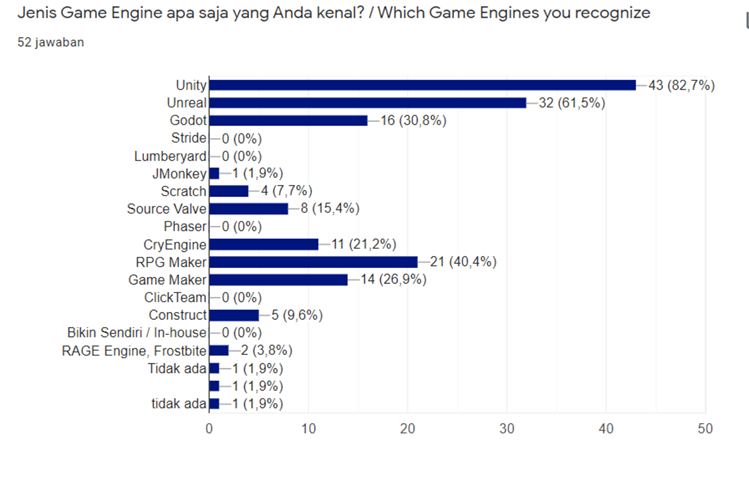 Jenis Game Engine apa saja yang Anda kenal? / Which Game Engines you recognize
52 jawaban
Unity 43 (82,7%)
Unreal 32 (61,5%)
Godot 16 (30,8%)
Stride 0 (0%)
Lumberyard 0 (0%)
JMonkey 1 (1,9%)
Scratch 4 (7,7%)
Source Valve 8 (15,4%)
Phaser 0 (0%)
CryEngine 11 (21,2%)
RPG Maker 21 (40,4%)
Game Maker 14 (26,9%)
ClickTeam 0 (0%)
Construct 5 (9,6%)
Bikin Sendiri / In-house 0 (0%)
RAGE Engine, Frostbite 2 (3,8%)
Tidak ada 1 (1,9%)
1 (1,9%)
tidak ada 1 (1,9%)
0 10 20 30 40 50